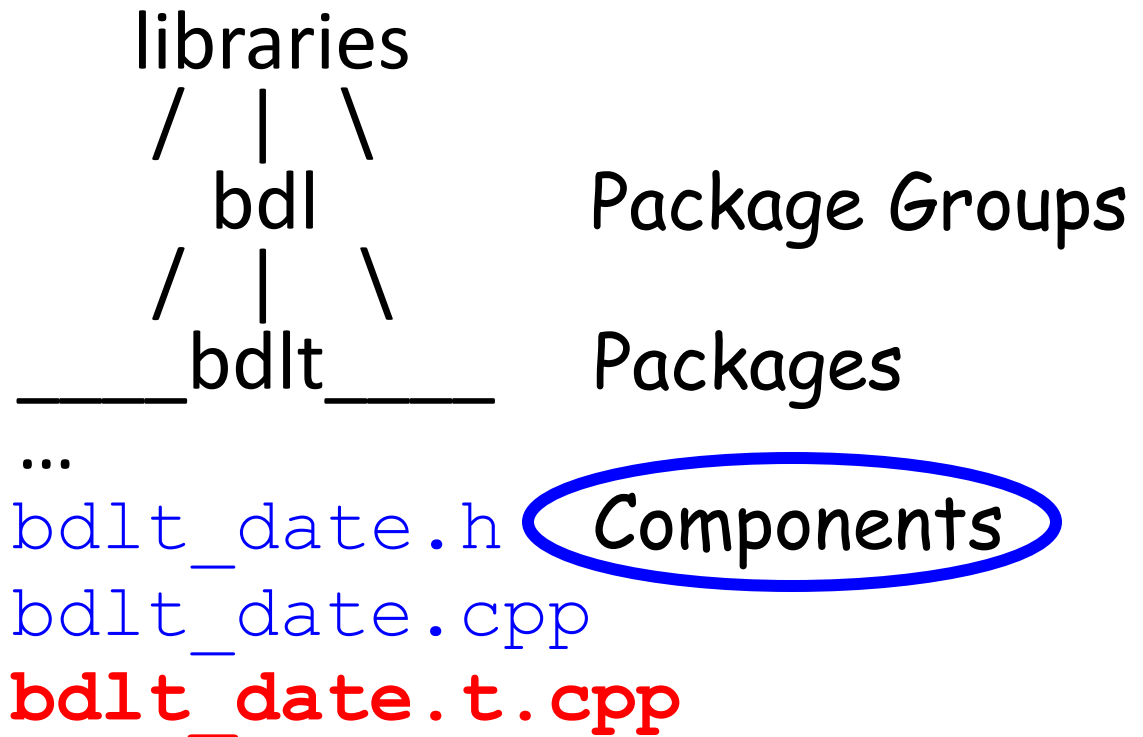 libraries
/ | \
bdl Package Groups
/ | \
____bdlt____ Packages
...
bdlt_date.h Components
bdlt_date.cpp
bdlt_date.t.cpp